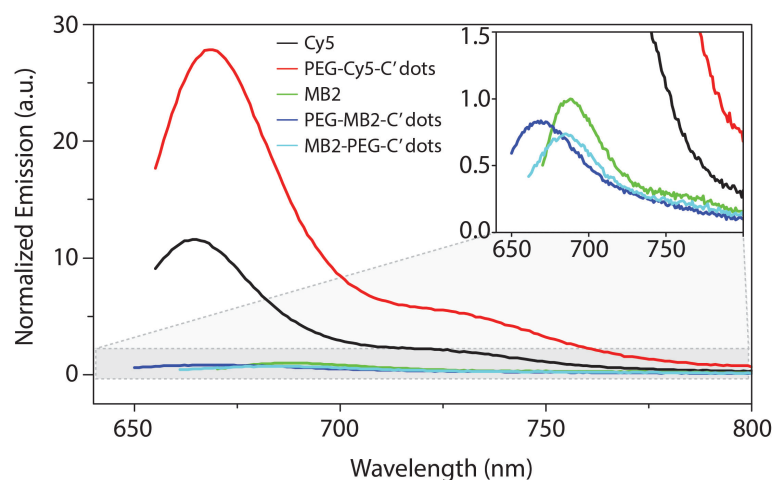 30
20
10
0
650
700
750
800
Normalized Emission (a.u.)
Wavelength (nm)
Cy5
PEG-Cy5-C’ dots
MB2
PEG-MB2-C’ dots
MB2-PEG-C’ dots
1.5
1.0
0.5
0.0
650
700
750